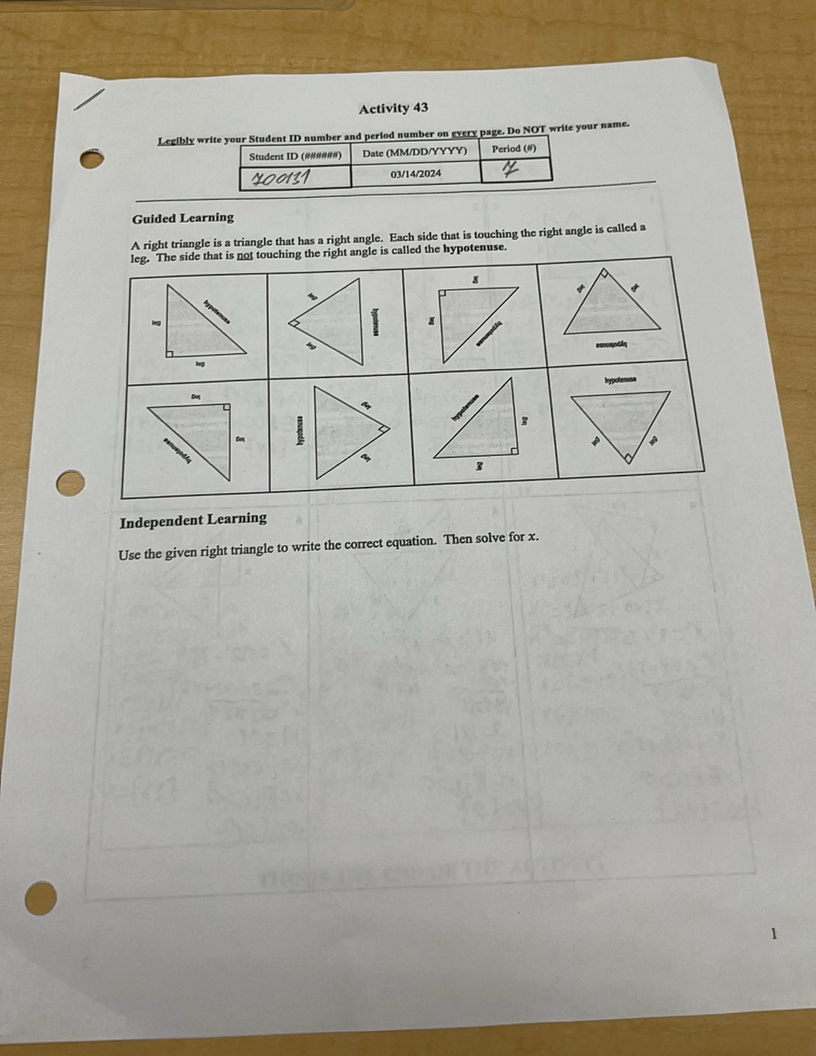 Activity 43
Legibly write your Student ID number and period number on every page. Do NOT write your name.
Student ID (######) Date (MM/DD/YYYY) Period (#)
700131 03/14/2024 7
Guided Learning
A right triangle is a triangle that has a right angle. Each side that is touching the right angle is called a
leg. The side that is not touching the right angle is called the hypotenuse.
leg hypotenuse leg
leg hypotenuse leg
leg leg hypotenuse
leg leg hypotenuse
leg leg hypotenuse
hypotenuse leg leg
hypotenuse leg leg
hypotenuse leg leg
Independent Learning
Use the given right triangle to write the correct equation. Then solve for x.
1